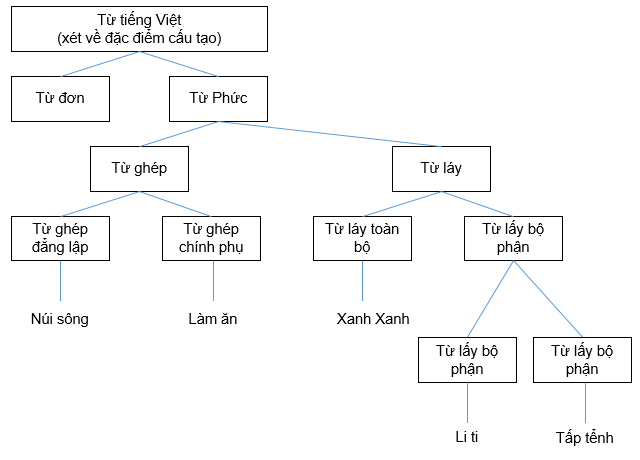 Từ tiếng Việt
(xét về đặc điểm cấu tạo)
Từ đơn
Từ Phức
Từ ghép
Từ láy
Từ ghép
đẳng lập
Từ ghép
chính phụ
Từ láy toàn
bộ
Từ lấy bộ
phận
Núi sông
Làm ăn
Xanh Xanh
Từ lấy bộ
phận
Từ lấy bộ
phận
Li ti
Tấp tểnh